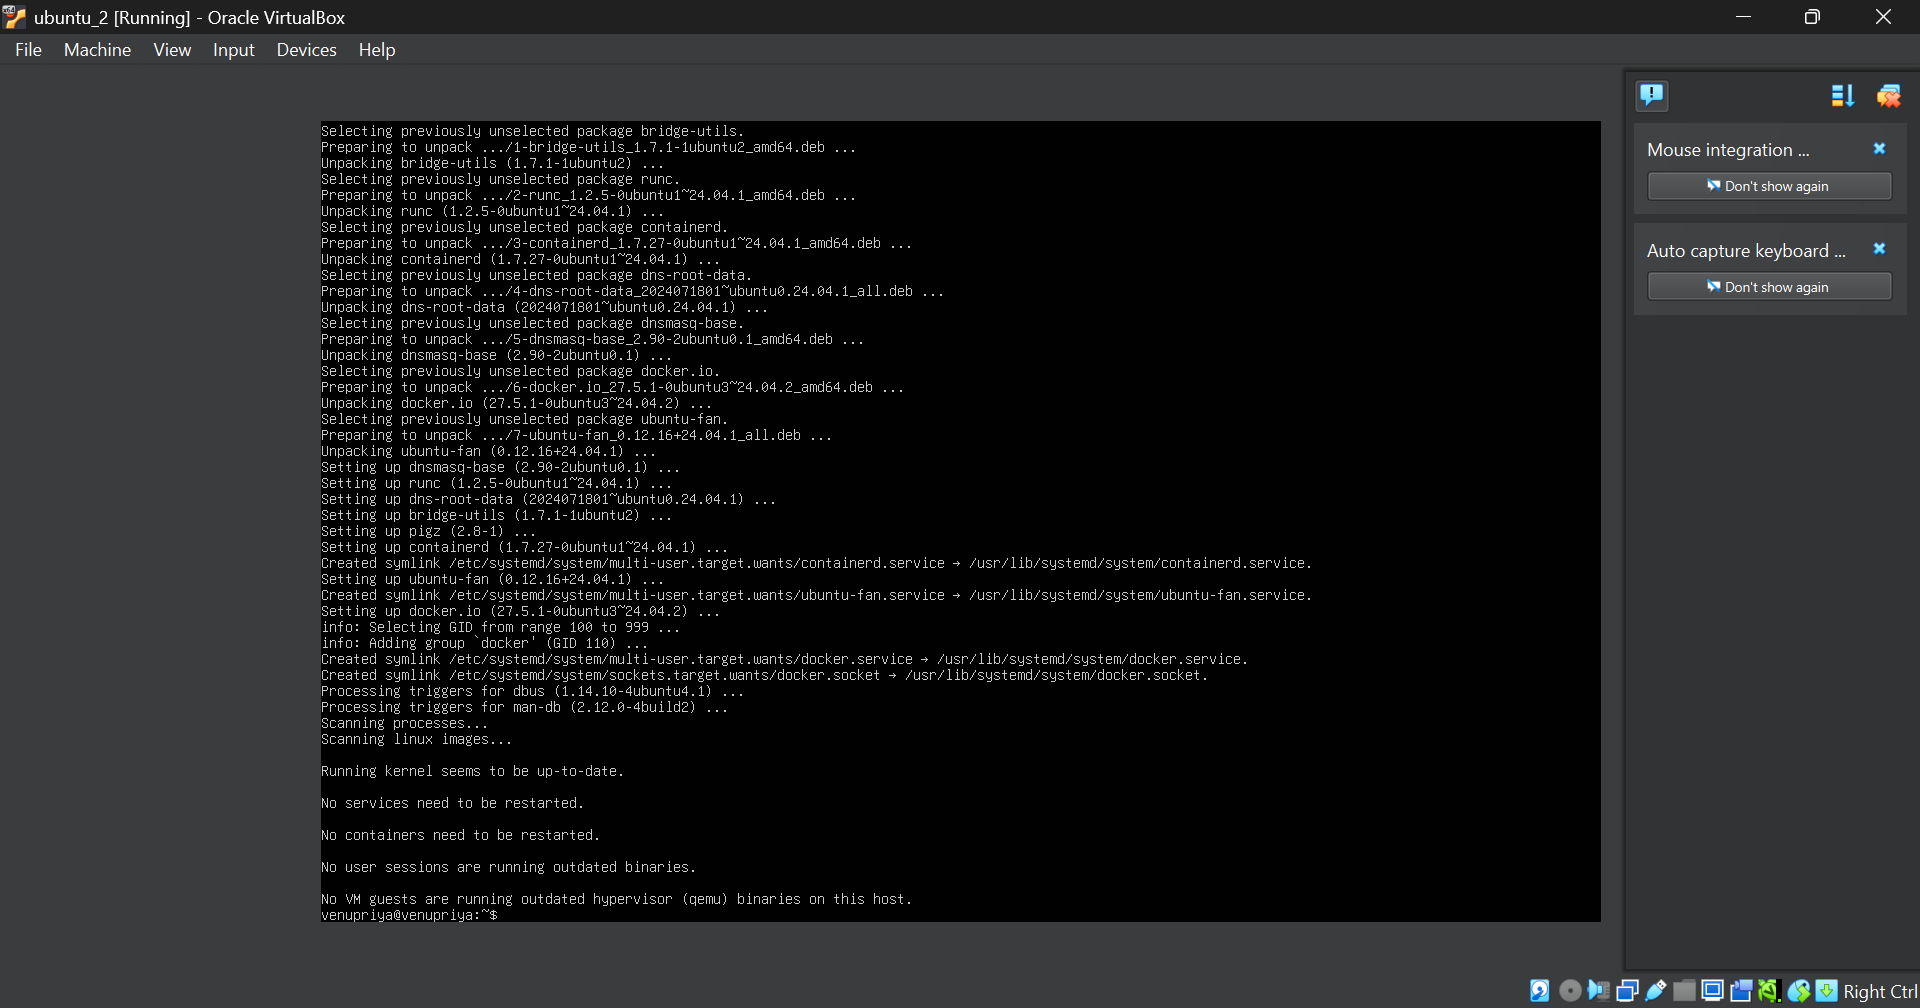 ubuntu_2 [Running] - Oracle VirtualBox
File Machine View Input Devices Help
Selecting previously unselected package bridge-utils.
Preparing to unpack .../1-bridge-utils_1.7.1-1ubuntu2_amd64.deb ...
Unpacking bridge-utils (1.7.1-1ubuntu2) ...
Selecting previously unselected package runc.
Preparing to unpack .../2-runc_1.2.5-0ubuntu1~24.04.1_amd64.deb ...
Unpacking runc (1.2.5-0ubuntu1~24.04.1) ...
Selecting previously unselected package containerd.
Preparing to unpack .../3-containerd_1.7.27-0ubuntu1~24.04.1_amd64.deb ...
Unpacking containerd (1.7.27-0ubuntu1~24.04.1) ...
Selecting previously unselected package dns-root-data.
Preparing to unpack .../4-dns-root-data_2024071801~ubuntu0.24.04.1_all.deb ...
Unpacking dns-root-data (2024071801~ubuntu0.24.04.1) ...
Selecting previously unselected package dnsmasq-base.
Preparing to unpack .../5-dnsmasq-base_2.90-2ubuntu0.1_amd64.deb ...
Unpacking dnsmasq-base (2.90-2ubuntu0.1) ...
Selecting previously unselected package docker.io.
Preparing to unpack .../6-docker.io_27.5.1-0ubuntu3~24.04.2_amd64.deb ...
Unpacking docker.io (27.5.1-0ubuntu3~24.04.2) ...
Selecting previously unselected package ubuntu-fan.
Preparing to unpack .../7-ubuntu-fan_0.12.16+24.04.1_all.deb ...
Unpacking ubuntu-fan (0.12.16+24.04.1) ...
Setting up dnsmasq-base (2.90-2ubuntu0.1) ...
Setting up runc (1.2.5-0ubuntu1~24.04.1) ...
Setting up dns-root-data (2024071801~ubuntu0.24.04.1) ...
Setting up bridge-utils (1.7.1-1ubuntu2) ...
Setting up pigz (2.8-1) ...
Setting up containerd (1.7.27-0ubuntu1~24.04.1) ...
Created symlink /etc/systemd/system/multi-user.target.wants/containerd.service → /usr/lib/systemd/system/containerd.service.
Setting up ubuntu-fan (0.12.16+24.04.1) ...
Created symlink /etc/systemd/system/multi-user.target.wants/ubuntu-fan.service → /usr/lib/systemd/system/ubuntu-fan.service.
Setting up docker.io (27.5.1-0ubuntu3~24.04.2) ...
info: Selecting GID from range 100 to 999 ...
info: Adding group `docker' (GID 110) ...
Created symlink /etc/systemd/system/multi-user.target.wants/docker.service → /usr/lib/systemd/system/docker.service.
Created symlink /etc/systemd/system/sockets.target.wants/docker.socket → /usr/lib/systemd/system/docker.socket.
Processing triggers for dbus (1.14.10-4ubuntu4.1) ...
Processing triggers for man-db (2.12.0-4build2) ...
Scanning processes...
Scanning linux images...
Running kernel seems to be up-to-date.
No services need to be restarted.
No containers need to be restarted.
No user sessions are running outdated binaries.
No VM guests are running outdated hypervisor (qemu) binaries on this host.
venupriya@venupriya:~$
Mouse integration ...
Don't show again
Auto capture keyboard ...
Don't show again
Right Ctrl